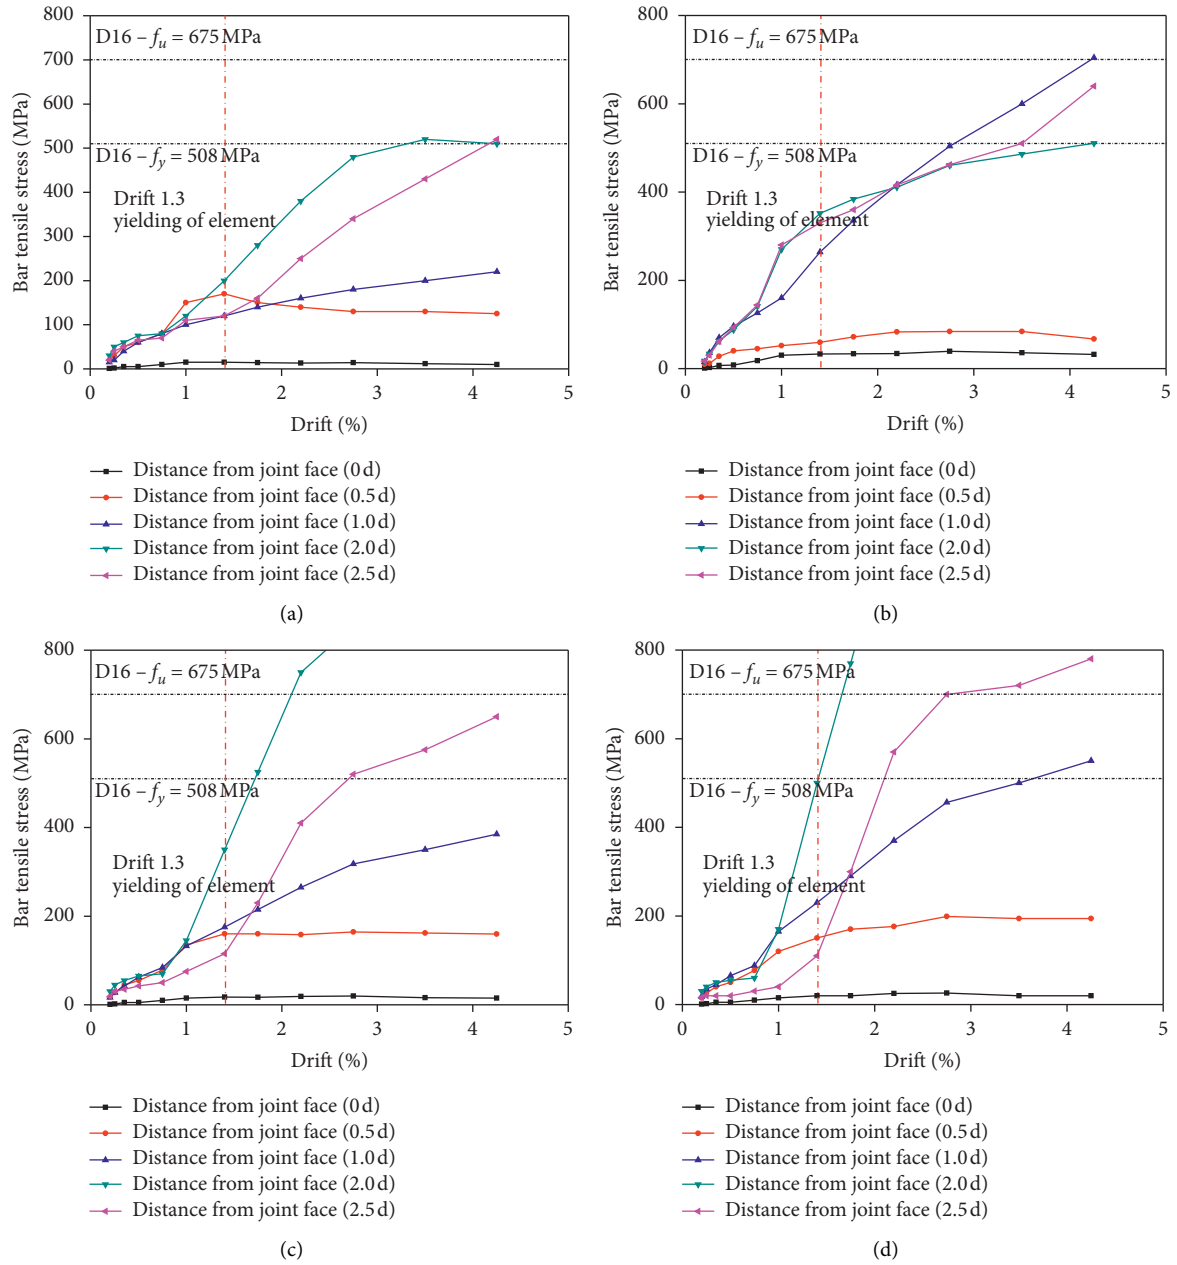 Bar tensile stress (MPa)
800
700
600
500
400
300
200
100
0
D16 – fu = 675 MPa
D16 – fy = 508 MPa
Drift 1.3
yielding of element
0 1 2 3 4 5
Drift (%)
Distance from joint face (0 d)
Distance from joint face (0.5 d)
Distance from joint face (1.0 d)
Distance from joint face (2.0 d)
Distance from joint face (2.5 d)
(a)
Bar tensile stress (MPa)
800
600
400
200
0
D16 – fu = 675 MPa
D16 – fy = 508 MPa
Drift 1.3
yielding of element
0 1 2 3 4 5
Drift (%)
Distance from joint face (0 d)
Distance from joint face (0.5 d)
Distance from joint face (1.0 d)
Distance from joint face (2.0 d)
Distance from joint face (2.5 d)
(b)
Bar tensile stress (MPa)
800
600
400
200
0
D16 – fu = 675 MPa
D16 – fy = 508 MPa
Drift 1.3
yielding of element
0 1 2 3 4 5
Drift (%)
Distance from joint face (0 d)
Distance from joint face (0.5 d)
Distance from joint face (1.0 d)
Distance from joint face (2.0 d)
Distance from joint face (2.5 d)
(c)
Bar tensile stress (MPa)
800
600
400
200
0
D16 – fu = 675 MPa
D16 – fy = 508 MPa
Drift 1.3
yielding of element
0 1 2 3 4 5
Drift (%)
Distance from joint face (0 d)
Distance from joint face (0.5 d)
Distance from joint face (1.0 d)
Distance from joint face (2.0 d)
Distance from joint face (2.5 d)
(d)